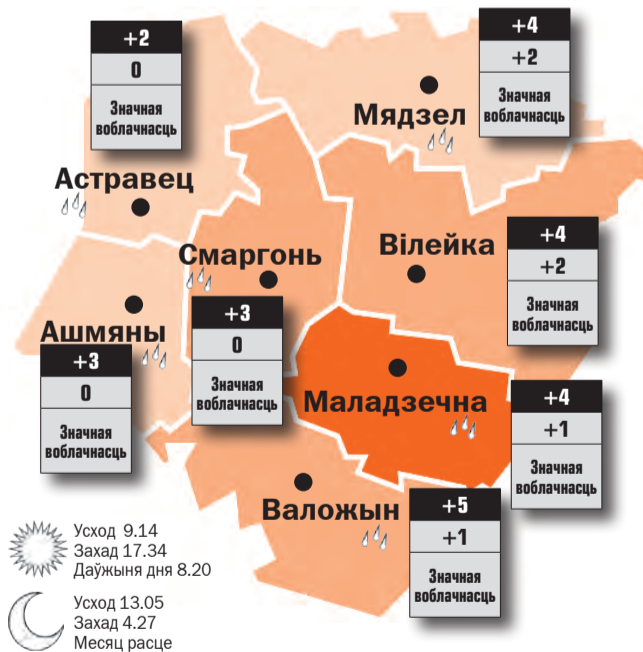 +2
0
Значная
воблачнасць
Астравец
+4
+2
Значная
воблачнасць
Мядзел
Смаргонь
+3
0
Значная
воблачнасць
Вілейка
+4
+2
Значная
воблачнасць
Ашмяны
+3
0
Значная
воблачнасць
Маладзечна
+4
+1
Значная
воблачнасць
Валожын
+5
+1
Значная
воблачнасць
Усход 9.14
Захад 17.34
Даўжыня дня 8.20
Усход 13.05
Захад 4.27
Месяц расце